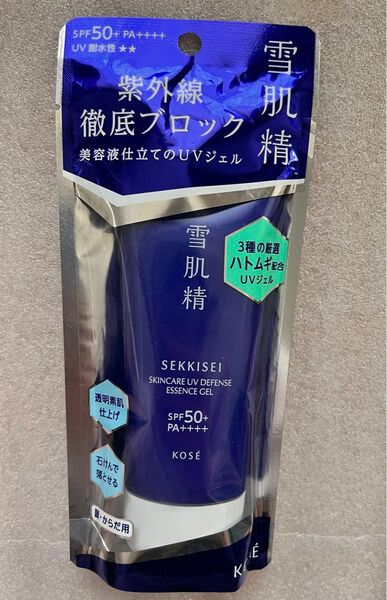 SPF50+ PA++++
UV 耐水性 ★★
雪肌精
紫外線
徹底ブロック
美容液仕立てのUVジェル
3種の厳選
ハトムギ配合
UVジェル
雪肌精
SEKKISEI
SKINCARE UV DEFENSE
ESSENCE GEL
SPF50+
PA++++
KOSÉ
透明素肌
仕上げ
石けんで
落とせる
顔・からだ用
KOSÉ